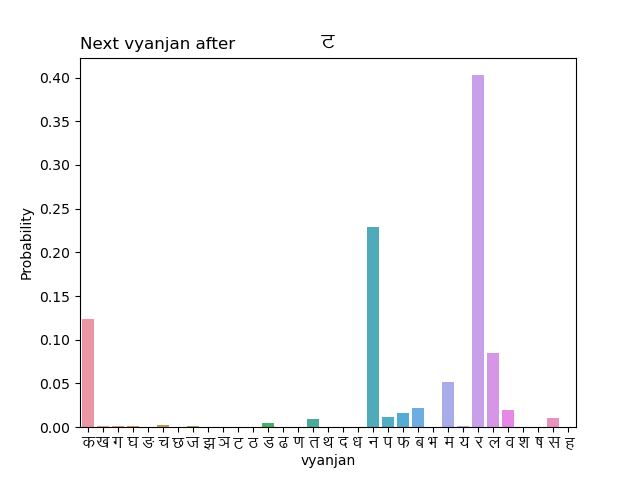 Next vyanjan after ट
0.40
0.35
0.30
0.25
0.20
0.15
0.10
0.05
0.00
Probability
क ख ग घ ङ च छ ज झ ञ ट ठ ड ढ ण त थ द ध न प फ ब भ म य र ल व श ष स ह
vyanjan